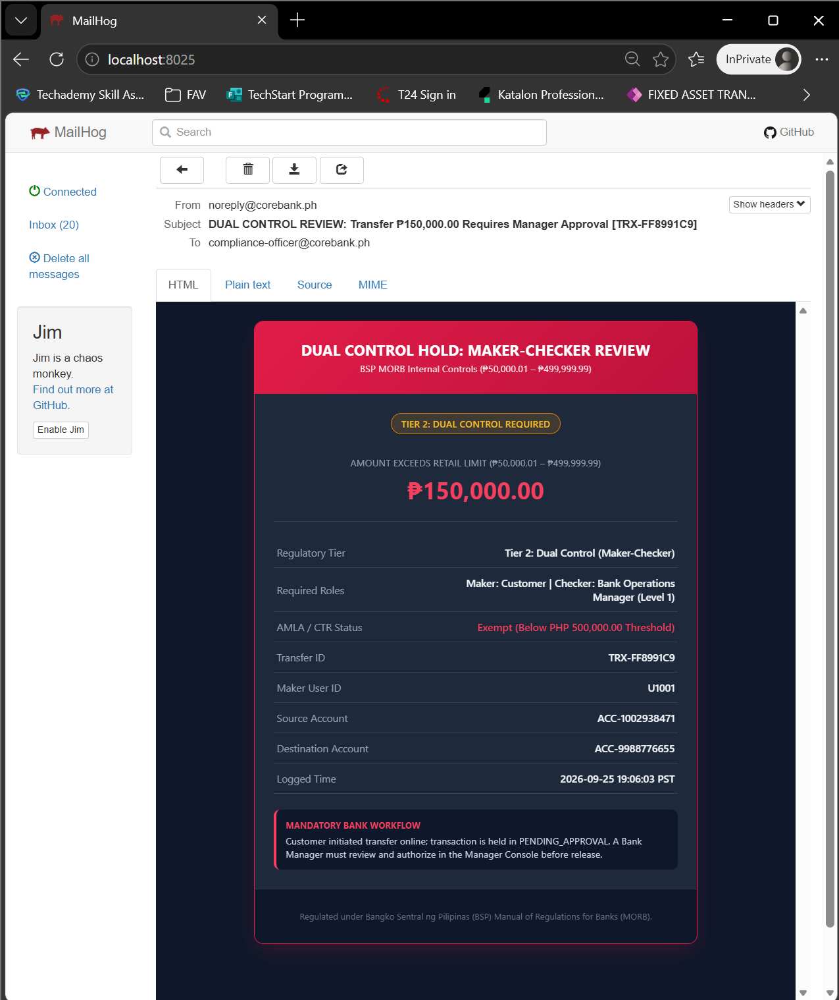 MailHog
localhost:8025
InPrivate
Techademy Skill As...
FAV
TechStart Program...
T24 Sign in
Katalon Profession...
FIXED ASSET TRAN...
MailHog
Search
GitHub
Connected
Inbox (20)
Delete all
messages
Jim
Jim is a chaos
monkey.
Find out more at
GitHub.
Enable Jim
From noreply@corebank.ph
Show headers
Subject DUAL CONTROL REVIEW: Transfer ₱150,000.00 Requires Manager Approval [TRX-FF8991C9]
To compliance-officer@corebank.ph
HTML Plain text Source MIME
DUAL CONTROL HOLD: MAKER-CHECKER REVIEW
BSP MORB Internal Controls (₱50,000.01 – ₱499,999.99)
TIER 2: DUAL CONTROL REQUIRED
AMOUNT EXCEEDS RETAIL LIMIT (₱50,000.01 – ₱499,999.99)
₱150,000.00
Regulatory Tier Tier 2: Dual Control (Maker-Checker)
Required Roles Maker: Customer | Checker: Bank Operations
Manager (Level 1)
AMLA / CTR Status Exempt (Below PHP 500,000.00 Threshold)
Transfer ID TRX-FF8991C9
Maker User ID U1001
Source Account ACC-1002938471
Destination Account ACC-9988776655
Logged Time 2026-09-25 19:06:03 PST
MANDATORY BANK WORKFLOW
Customer initiated transfer online; transaction is held in PENDING_APPROVAL. A Bank
Manager must review and authorize in the Manager Console before release.
Regulated under Bangko Sentral ng Pilipinas (BSP) Manual of Regulations for Banks (MORB).